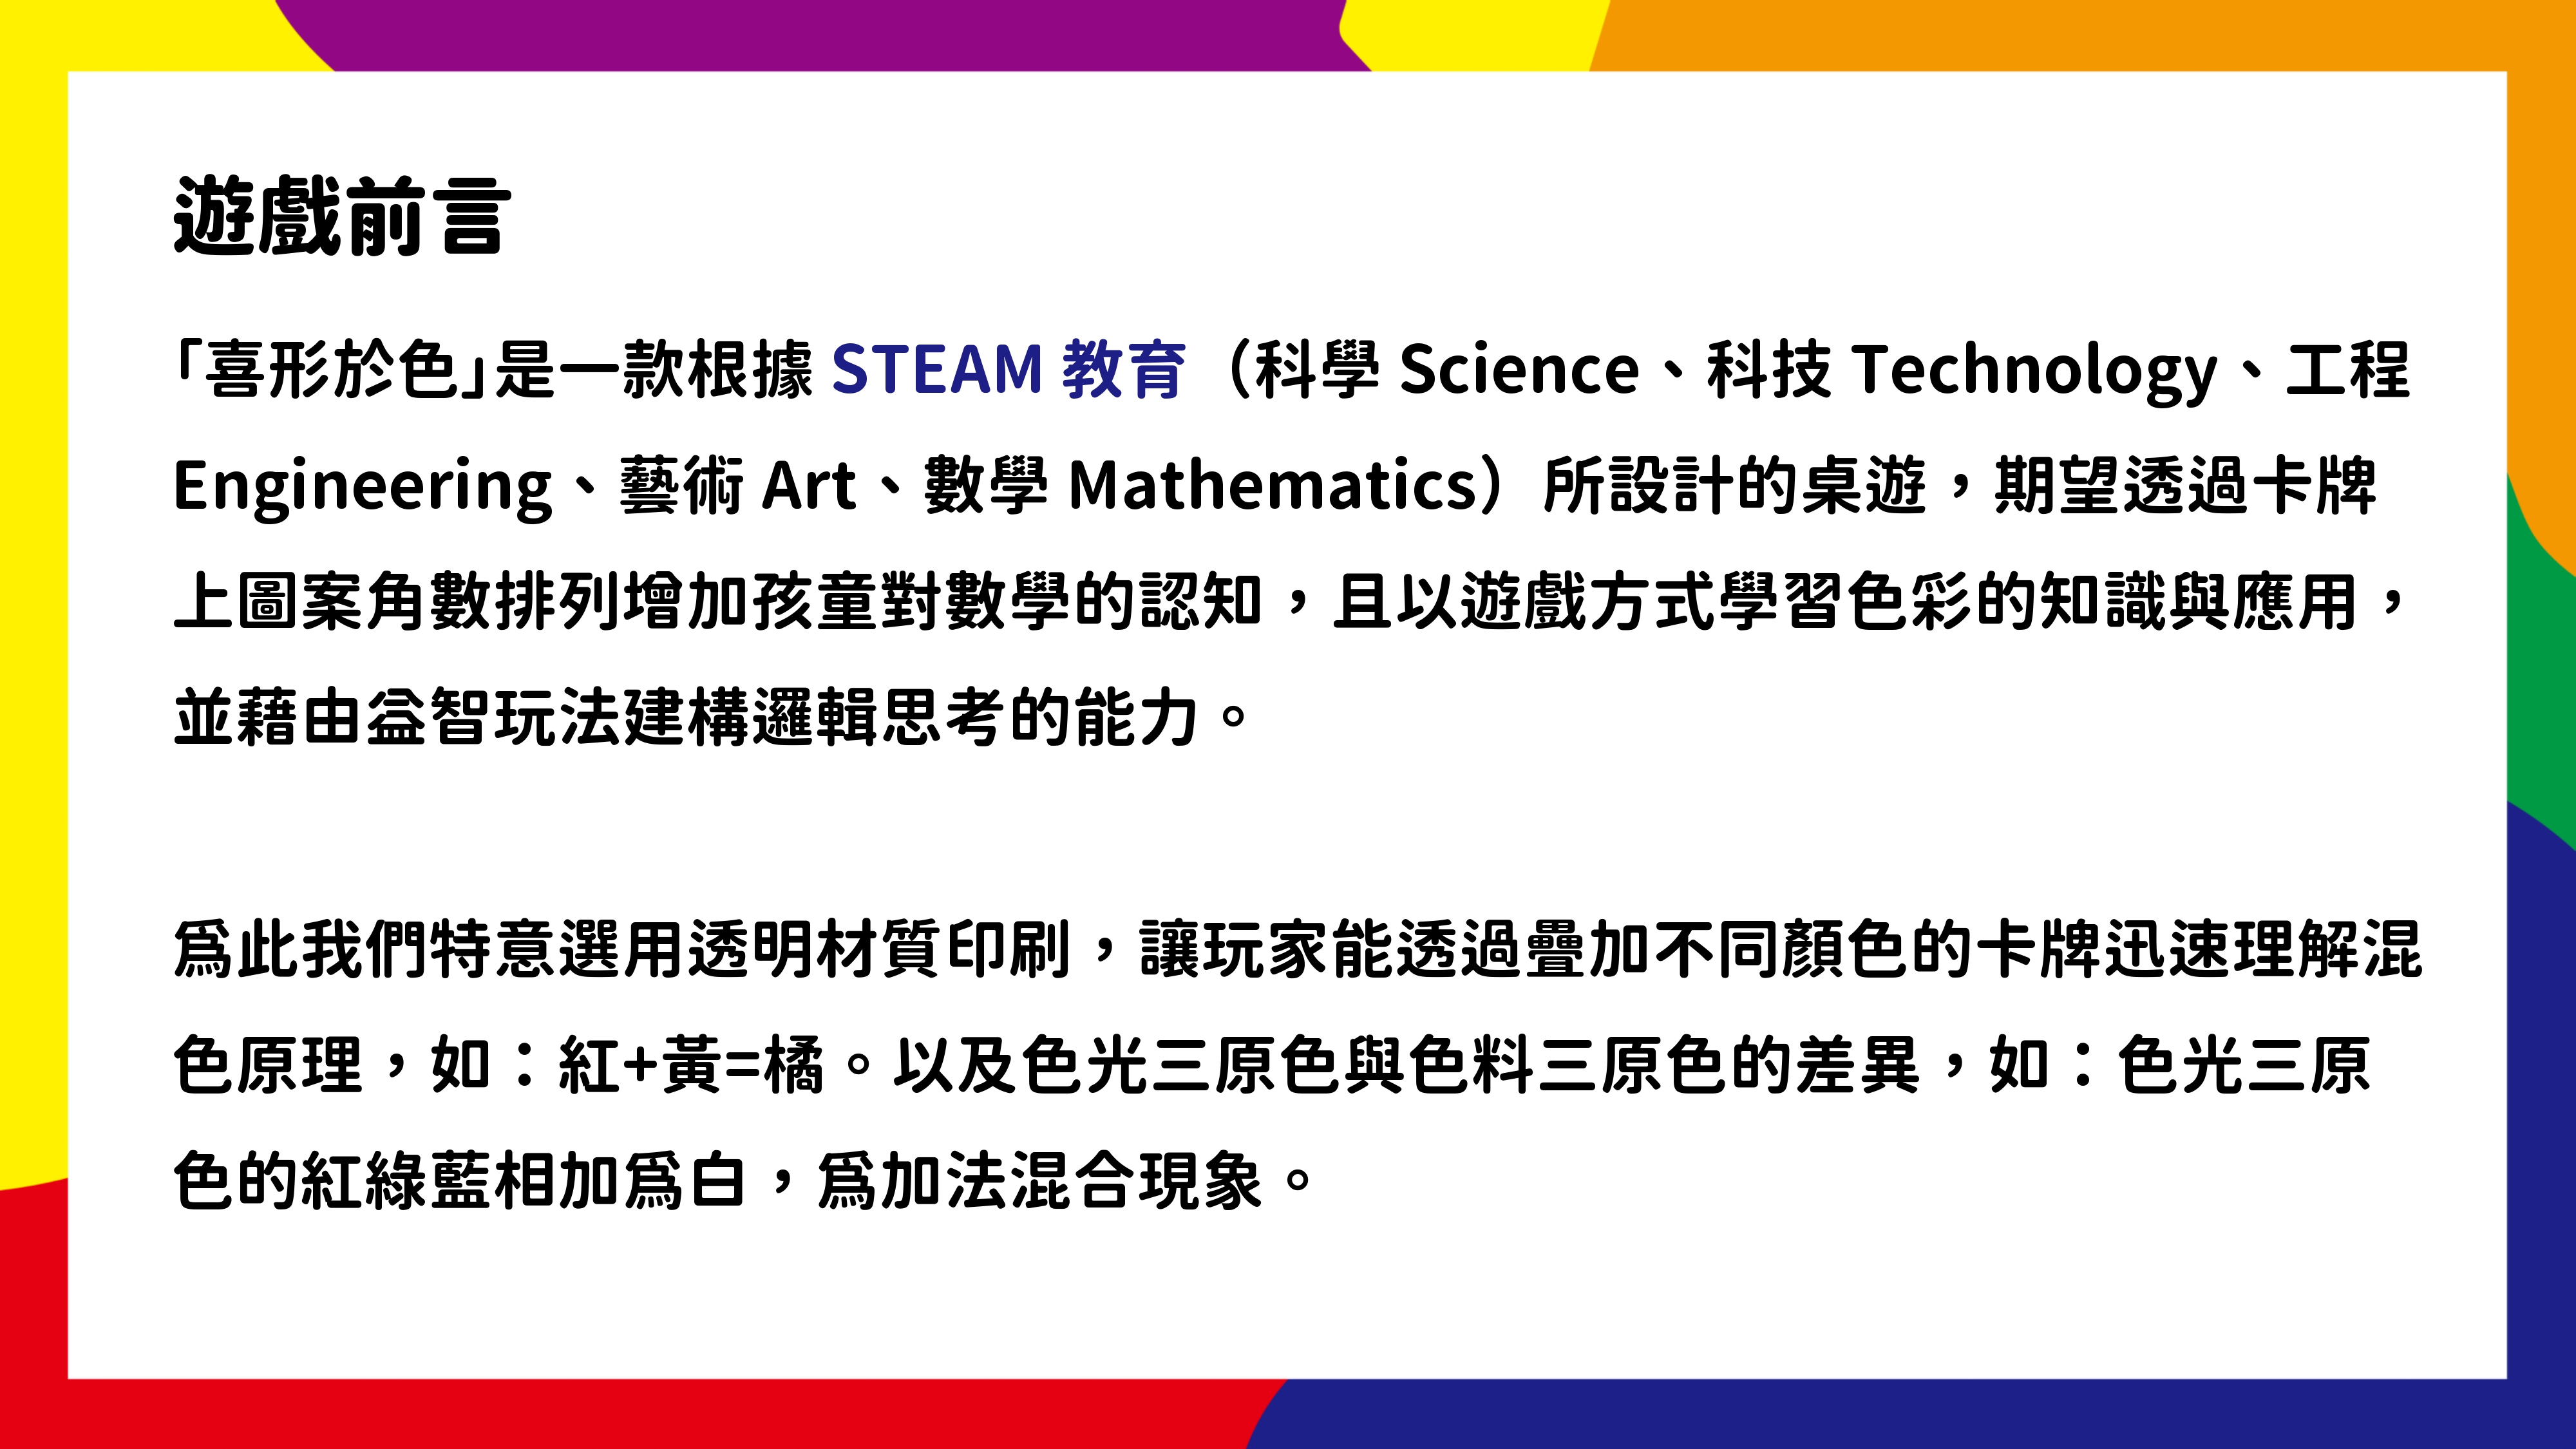 遊戲前言
「喜形於色」是一款根據 STEAM 教育（科學 Science、科技 Technology、工程
Engineering、藝術 Art、數學 Mathematics）所設計的桌遊，期望透過卡牌
上圖案角數排列增加孩童對數學的認知，且以遊戲方式學習色彩的知識與應用，
並藉由益智玩法建構邏輯思考的能力。
爲此我們特意選用透明材質印刷，讓玩家能透過疊加不同顏色的卡牌迅速理解混
色原理，如：紅+黃=橘。以及色光三原色與色料三原色的差異，如：色光三原
色的紅綠藍相加爲白，爲加法混合現象。